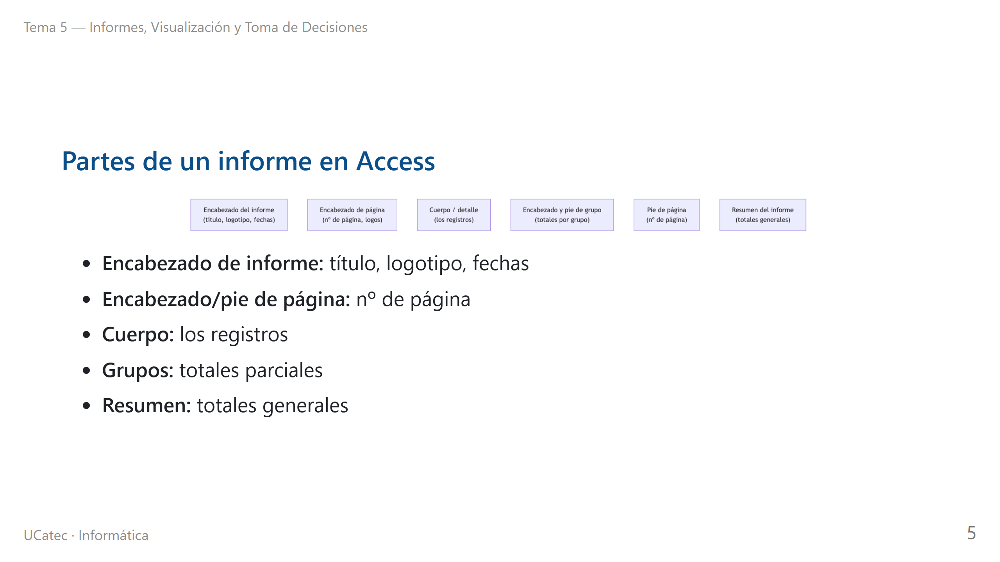 Tema 5 — Informes, Visualización y Toma de Decisiones
Partes de un informe en Access
Encabezado del informe
(título, logotipo, fechas)
Encabezado de página
(nº de página, logos)
Cuerpo / detalle
(los registros)
Encabezado y pie de grupo
(totales por grupo)
Pie de página
(nº de página)
Resumen del informe
(totales generales)
• Encabezado de informe: título, logotipo, fechas
• Encabezado/pie de página: nº de página
• Cuerpo: los registros
• Grupos: totales parciales
• Resumen: totales generales
UCatec · Informática
5